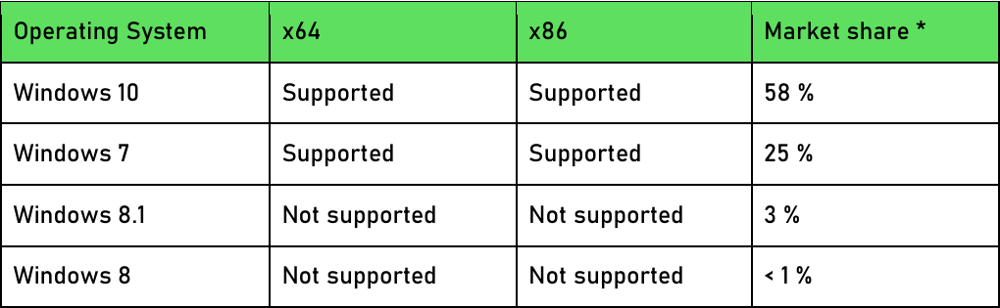 Operating System x64 x86 Market share *
Windows 10 Supported Supported 58 %
Windows 7 Supported Supported 25 %
Windows 8.1 Not supported Not supported 3 %
Windows 8 Not supported Not supported < 1 %